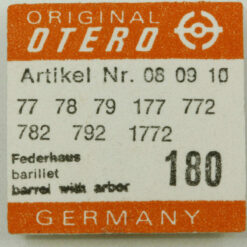 ORIGINAL
OTERO
Artikel Nr. 08 09 10
77 78 79 177 772
782 792 1772
Federhaus
barillet
barrel with arbor
180
GERMANY